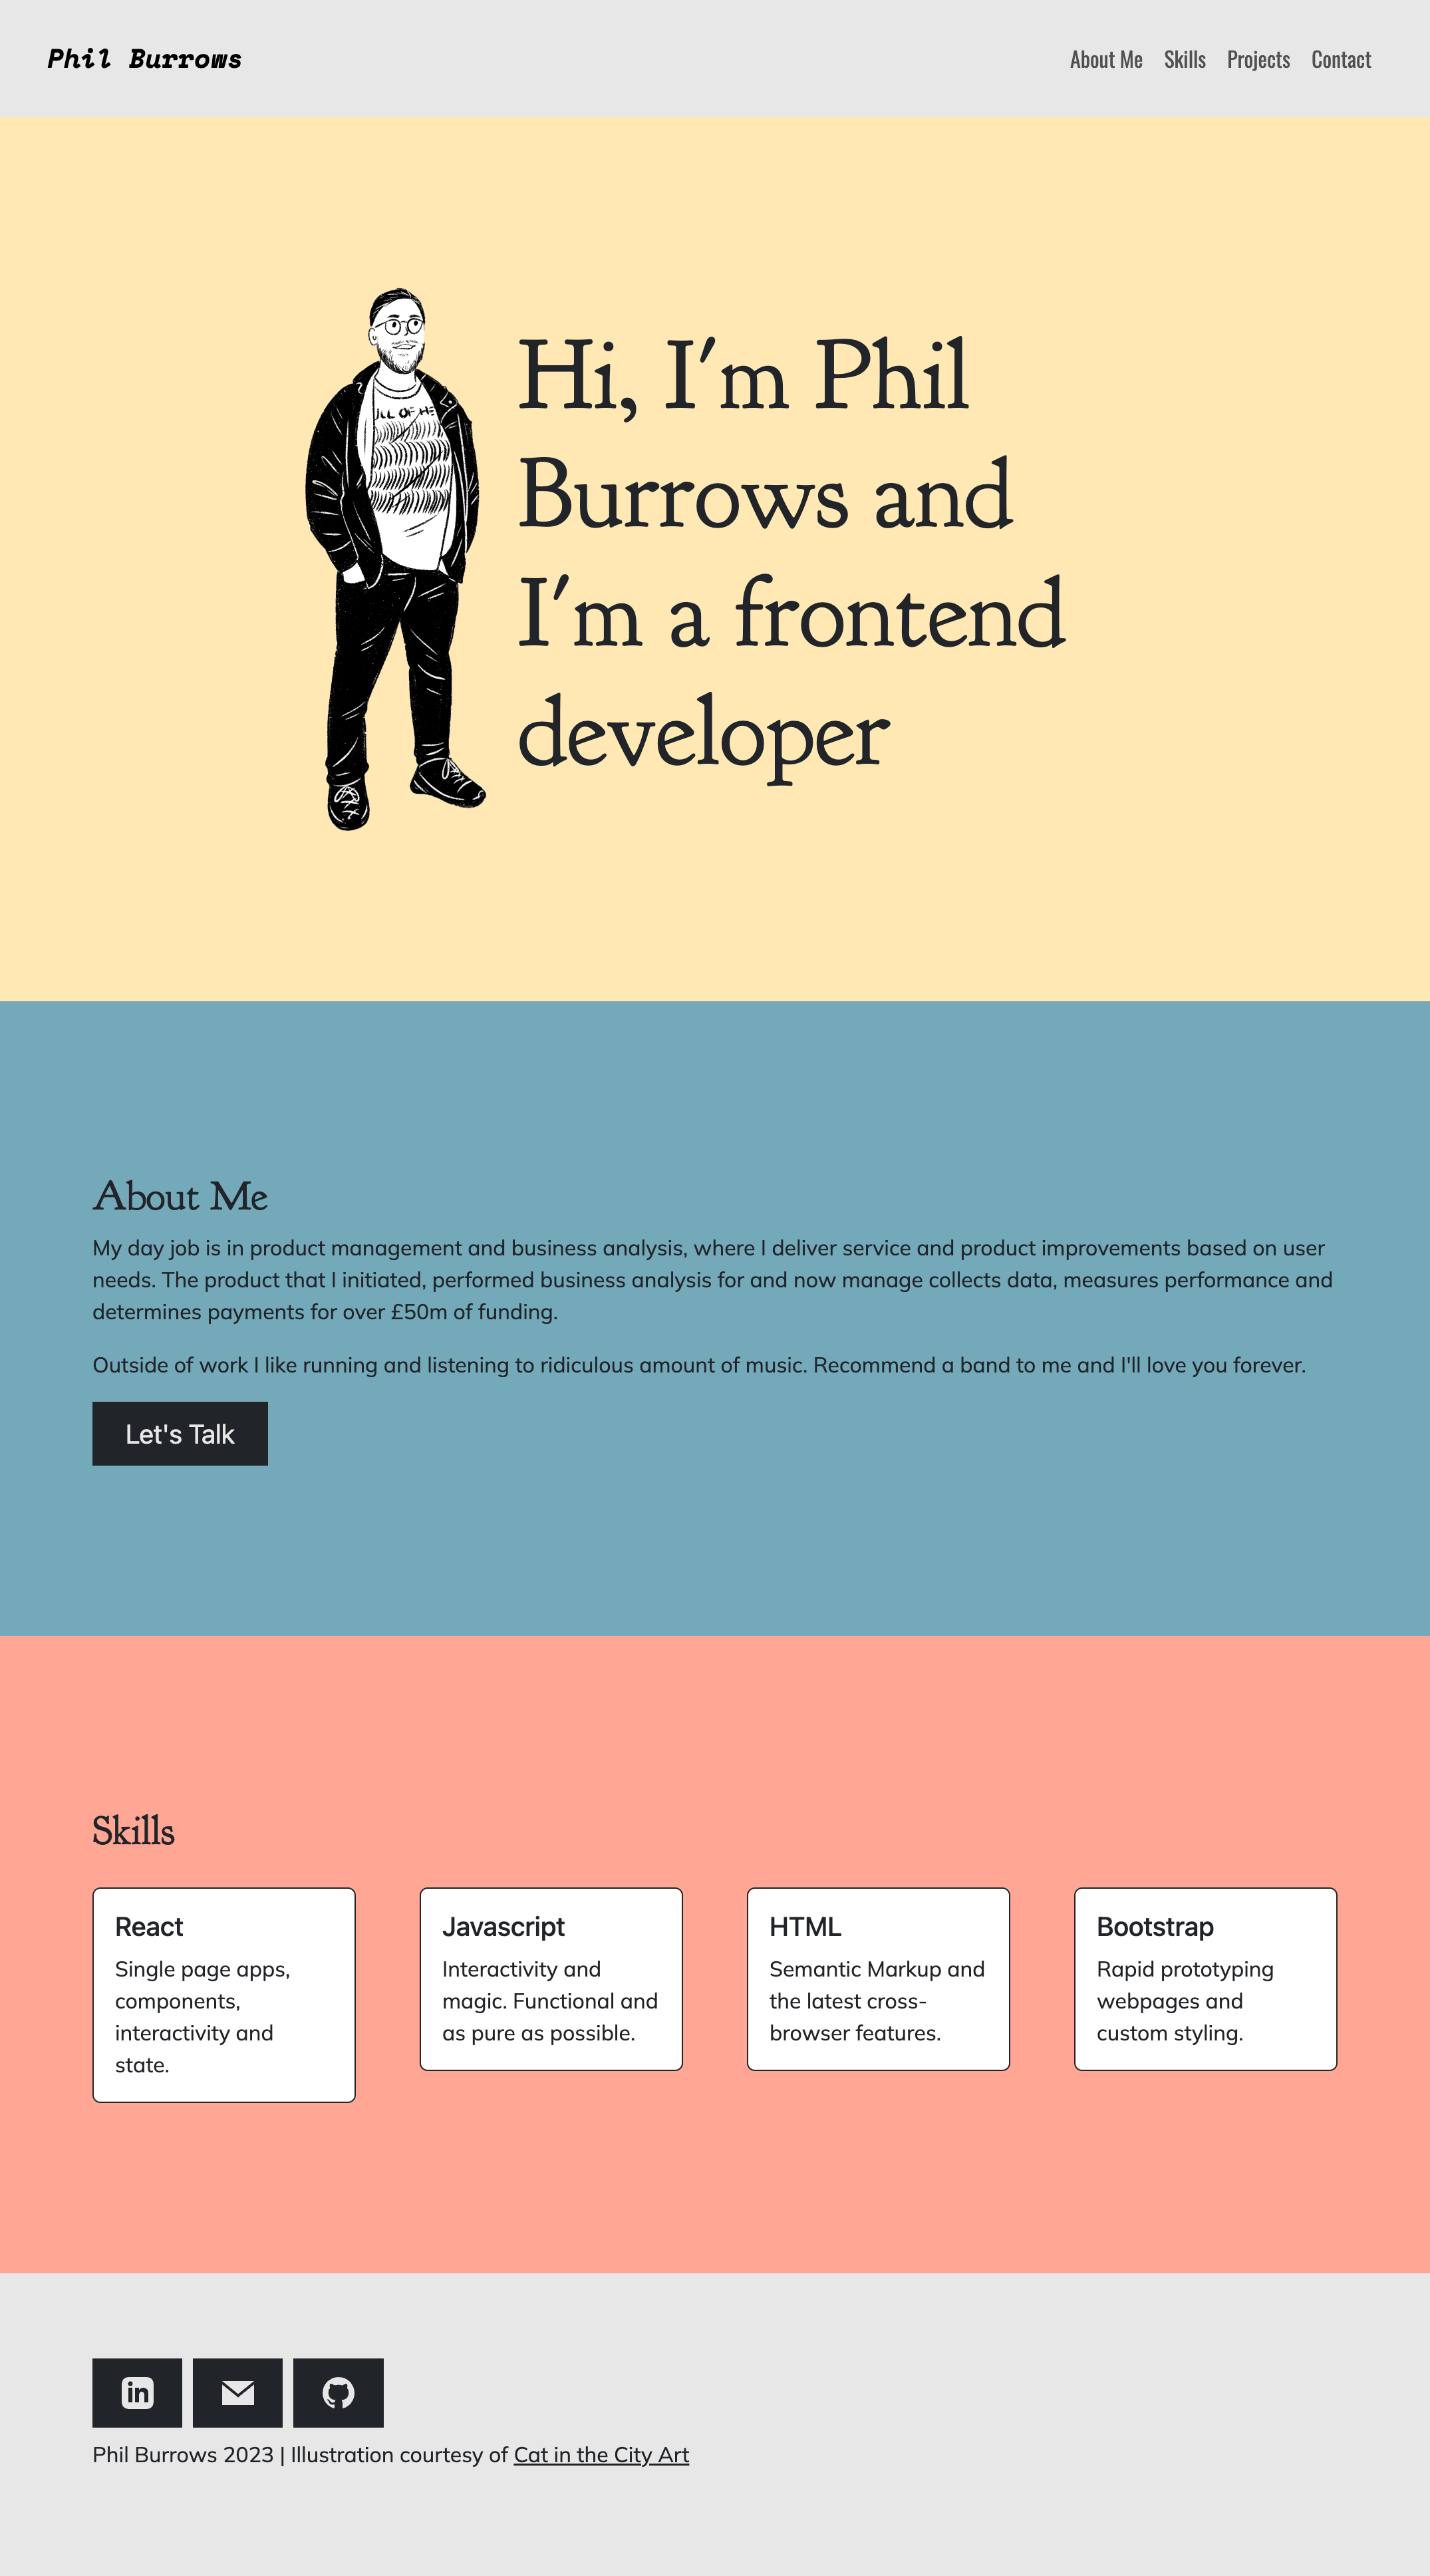 Phil Burrows
About Me Skills Projects Contact
ILL OF HE
Hi, I'm Phil
Burrows and
I'm a frontend
developer
About Me
My day job is in product management and business analysis, where I deliver service and product improvements based on user
needs. The product that I initiated, performed business analysis for and now manage collects data, measures performance and
determines payments for over £50m of funding.
Outside of work I like running and listening to ridiculous amount of music. Recommend a band to me and I'll love you forever.
Let's Talk
Skills
React
Single page apps,
components,
interactivity and
state.
Javascript
Interactivity and
magic. Functional and
as pure as possible.
HTML
Semantic Markup and
the latest cross-
browser features.
Bootstrap
Rapid prototyping
webpages and
custom styling.
in
Phil Burrows 2023 | Illustration courtesy of Cat in the City Art